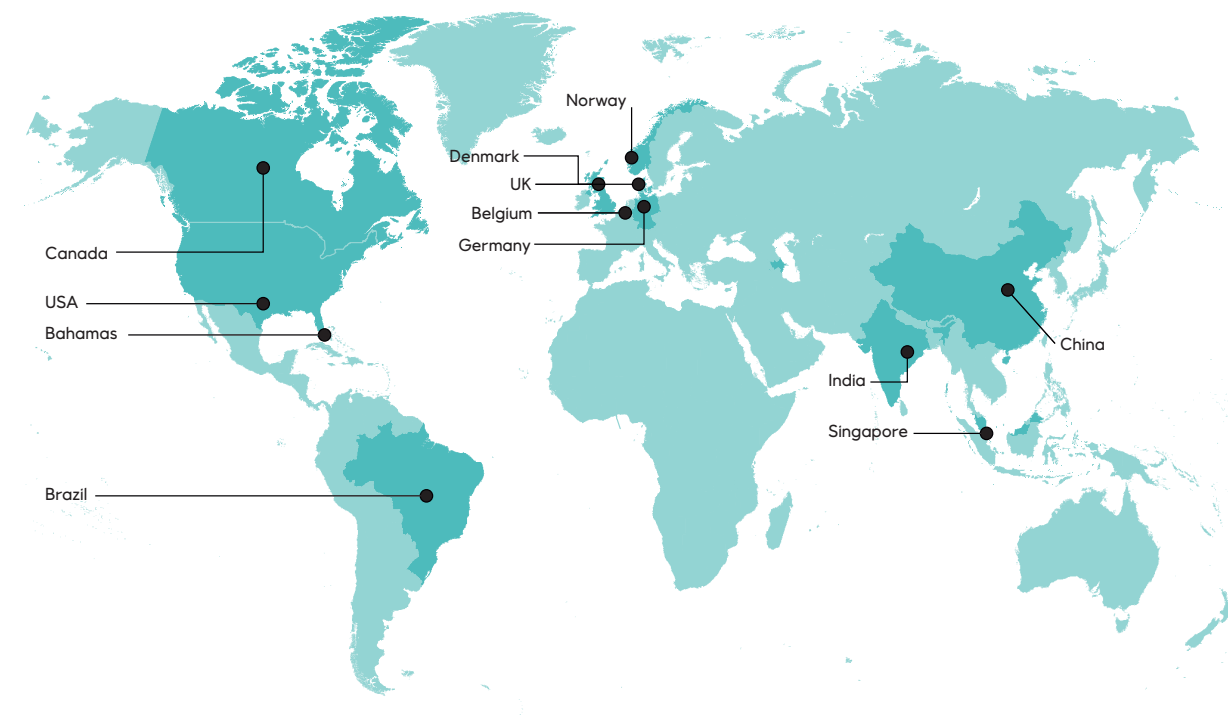 Norway
Denmark
UK
Belgium
Germany
Canada
USA
Bahamas
China
India
Singapore
Brazil